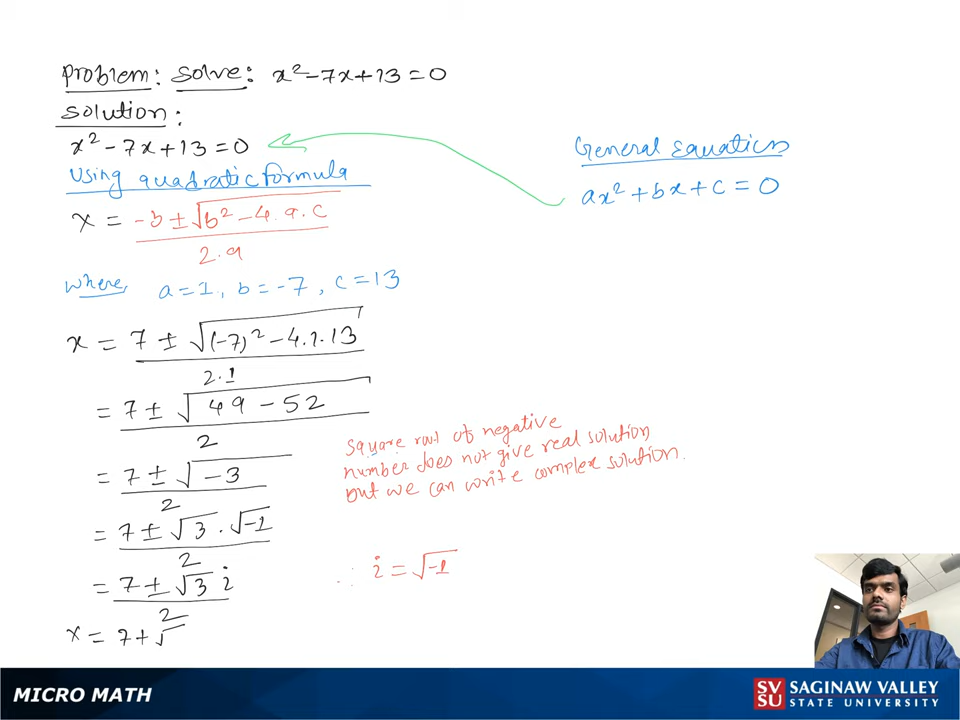 Problem: Solve: x² - 7x + 13 = 0
Solution:
x² - 7x + 13 = 0
Using quadratic formula
x = -b ± √b² - 4.a.c / 2.a
where, a = 1, b = -7, c = 13
x = 7 ± √(-7)² - 4.1.13 / 2.1
= 7 ± √49 - 52 / 2
= 7 ± √-3 / 2
= 7 ± √3 . √-1 / 2
= 7 ± √3 i / 2
x = 7 + √
General Equation
ax² + bx + c = 0
Square root of negative
number does not give real solution
but we can write complex solution.
∴ i = √-1
MICRO MATH
SV
SU
SAGINAW VALLEY
STATE UNIVERSITY